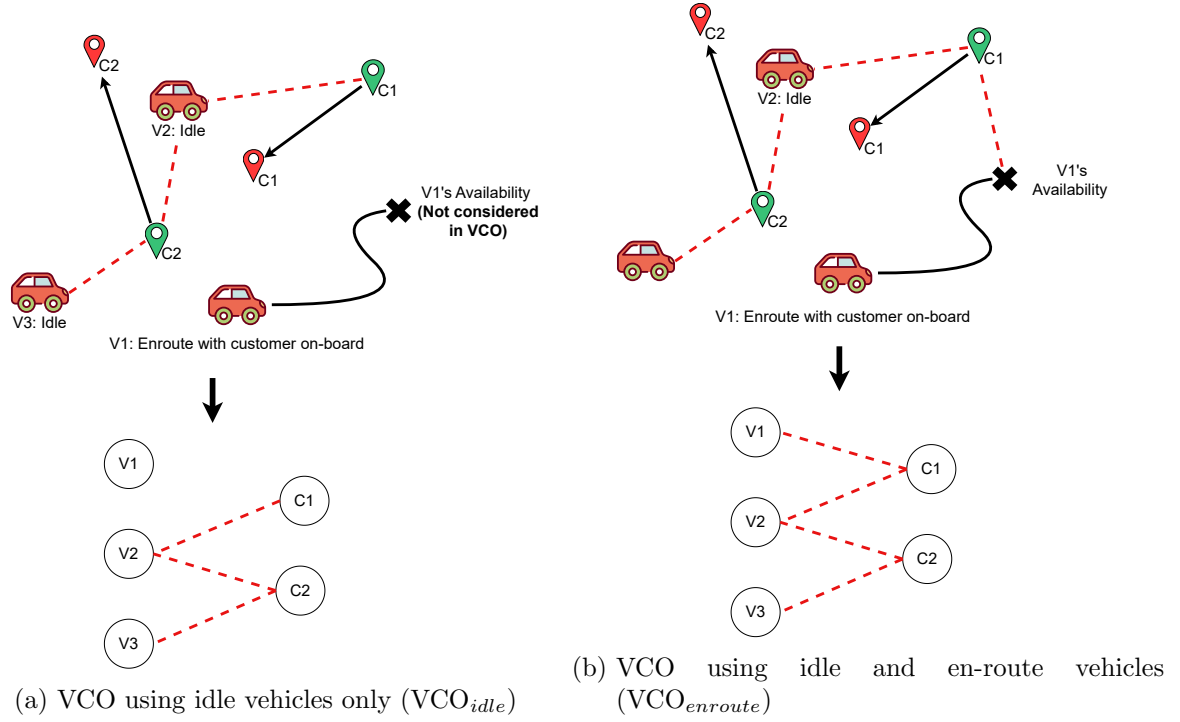 C2
C1
V2: Idle
C1
V1's Availability
(Not considered
in VCO)
C2
V3: Idle
V1: Enroute with customer on-board
V1
C1
V2
C2
V3
(a) VCO using idle vehicles only (VCOidle)
C2
C1
V2: Idle
C1
V1's
Availability
C2
V1: Enroute with customer on-board
V1
C1
V2
C2
V3
(b) VCO using idle and en-route vehicles
(VCOenroute)